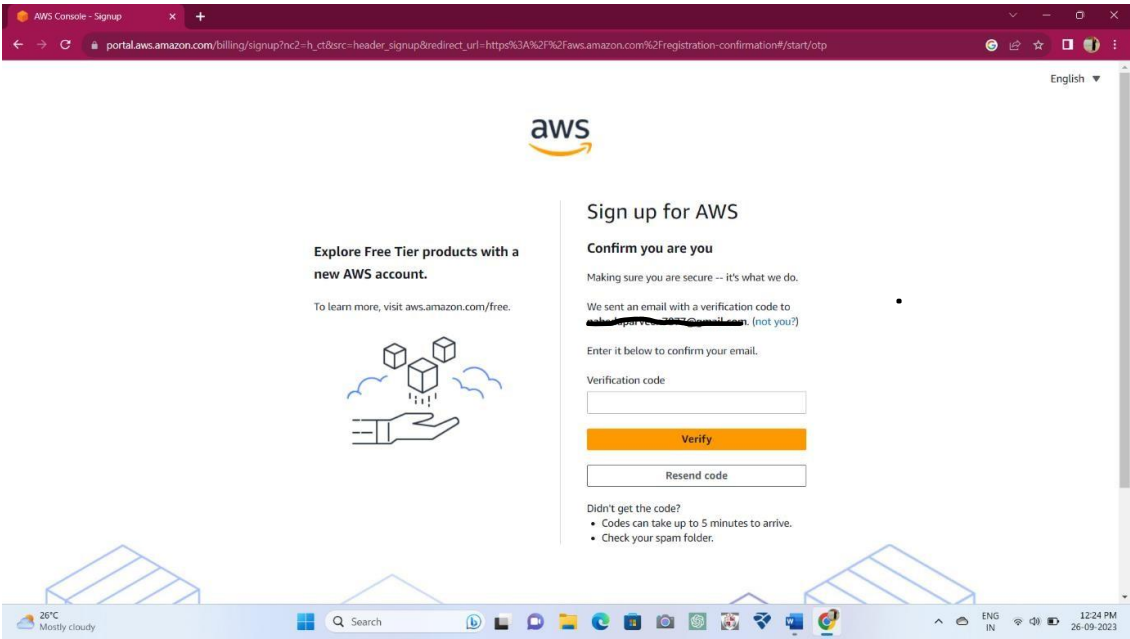 AWS Console - Signup
portal.aws.amazon.com/billing/signup?nc2=h_ct&src=header_signup&redirect_url=https%3A%2F%2Faws.amazon.com%2Fregistration-confirmation#/start/otp
English
aws
Explore Free Tier products with a
new AWS account.
To learn more, visit aws.amazon.com/free.
Sign up for AWS
Confirm you are you
Making sure you are secure -- it's what we do.
We sent an email with a verification code to
(not you?)
Enter it below to confirm your email.
Verification code
Verify
Resend code
Didn't get the code?
• Codes can take up to 5 minutes to arrive.
• Check your spam folder.
26°C
Mostly cloudy
Search
ENG
IN
12:24 PM
26-09-2023